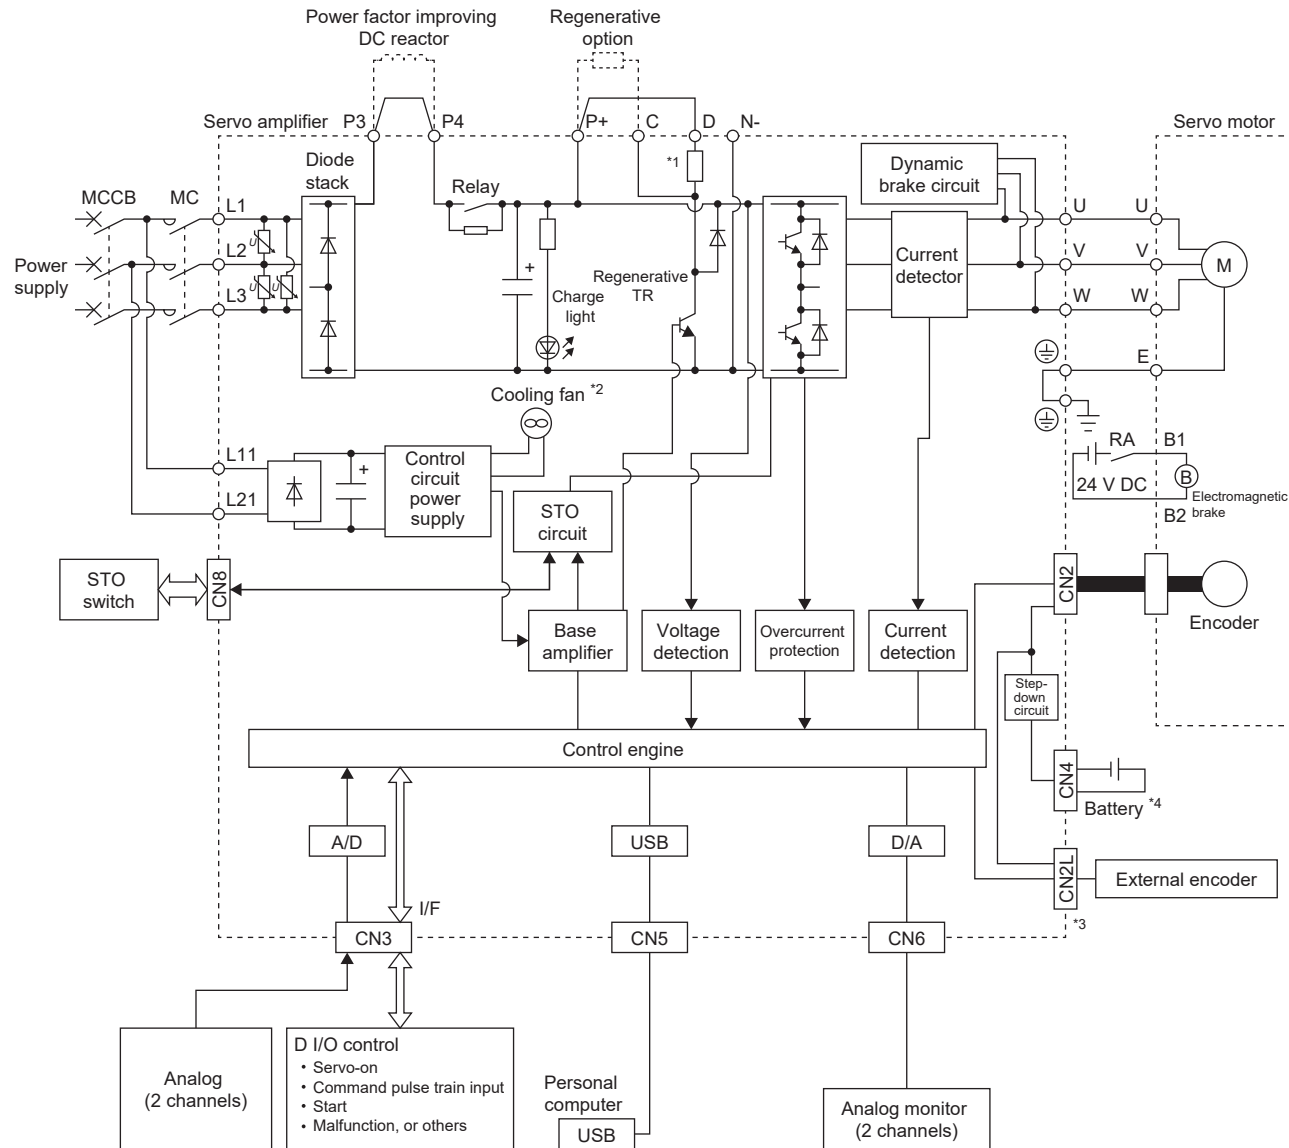 Power factor improving
DC reactor
Regenerative
option
Servo amplifier
P3
P4
P+
C
D
N-
Servo motor
*1
Diode
stack
Dynamic
brake circuit
MCCB
MC
Relay
L1
U
U
U
L2
Power
supply
Current
detector
V
V
M
+
Regenerative
TR
U
U
L3
Charge
light
W
W
E
Cooling fan *2
RA
B1
L11
+
Control
circuit
power
supply
24 V DC
B
Electromagnetic
brake
B2
L21
STO
circuit
STO
switch
CN8
CN2
Encoder
Base
amplifier
Voltage
detection
Overcurrent
protection
Current
detection
Step-
down
circuit
Control engine
CN4
Battery *4
A/D
USB
D/A
CN2L
External encoder
*3
I/F
CN3
CN5
CN6
Analog
(2 channels)
D I/O control
• Servo-on
• Command pulse train input
• Start
• Malfunction, or others
Personal
computer
USB
Analog monitor
(2 channels)